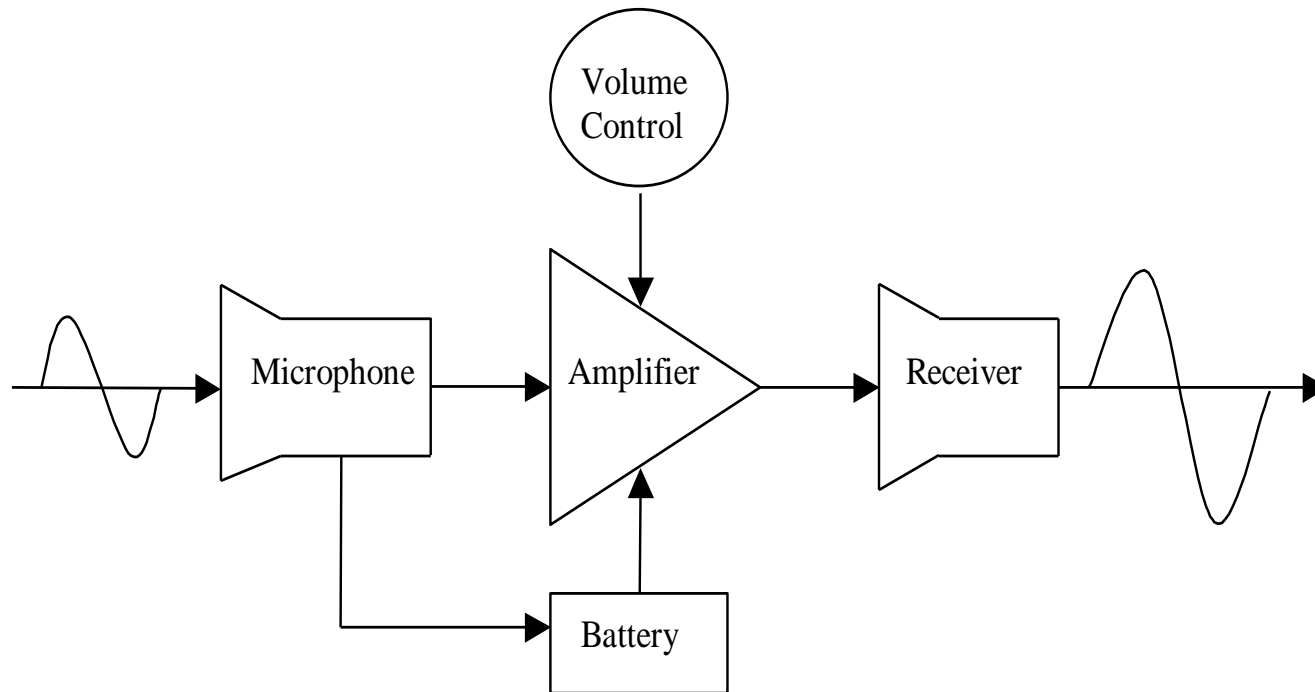 Volume
Control
Microphone
Amplifier
Receiver
Battery